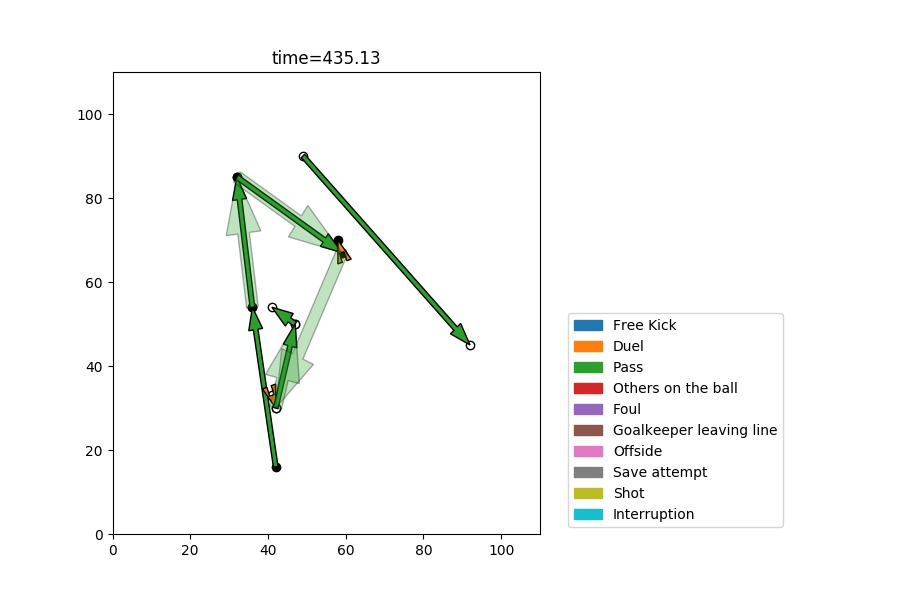 time=435.13
100
80
60
40
20
0
0 20 40 60 80 100
Free Kick
Duel
Pass
Others on the ball
Foul
Goalkeeper leaving line
Offside
Save attempt
Shot
Interruption